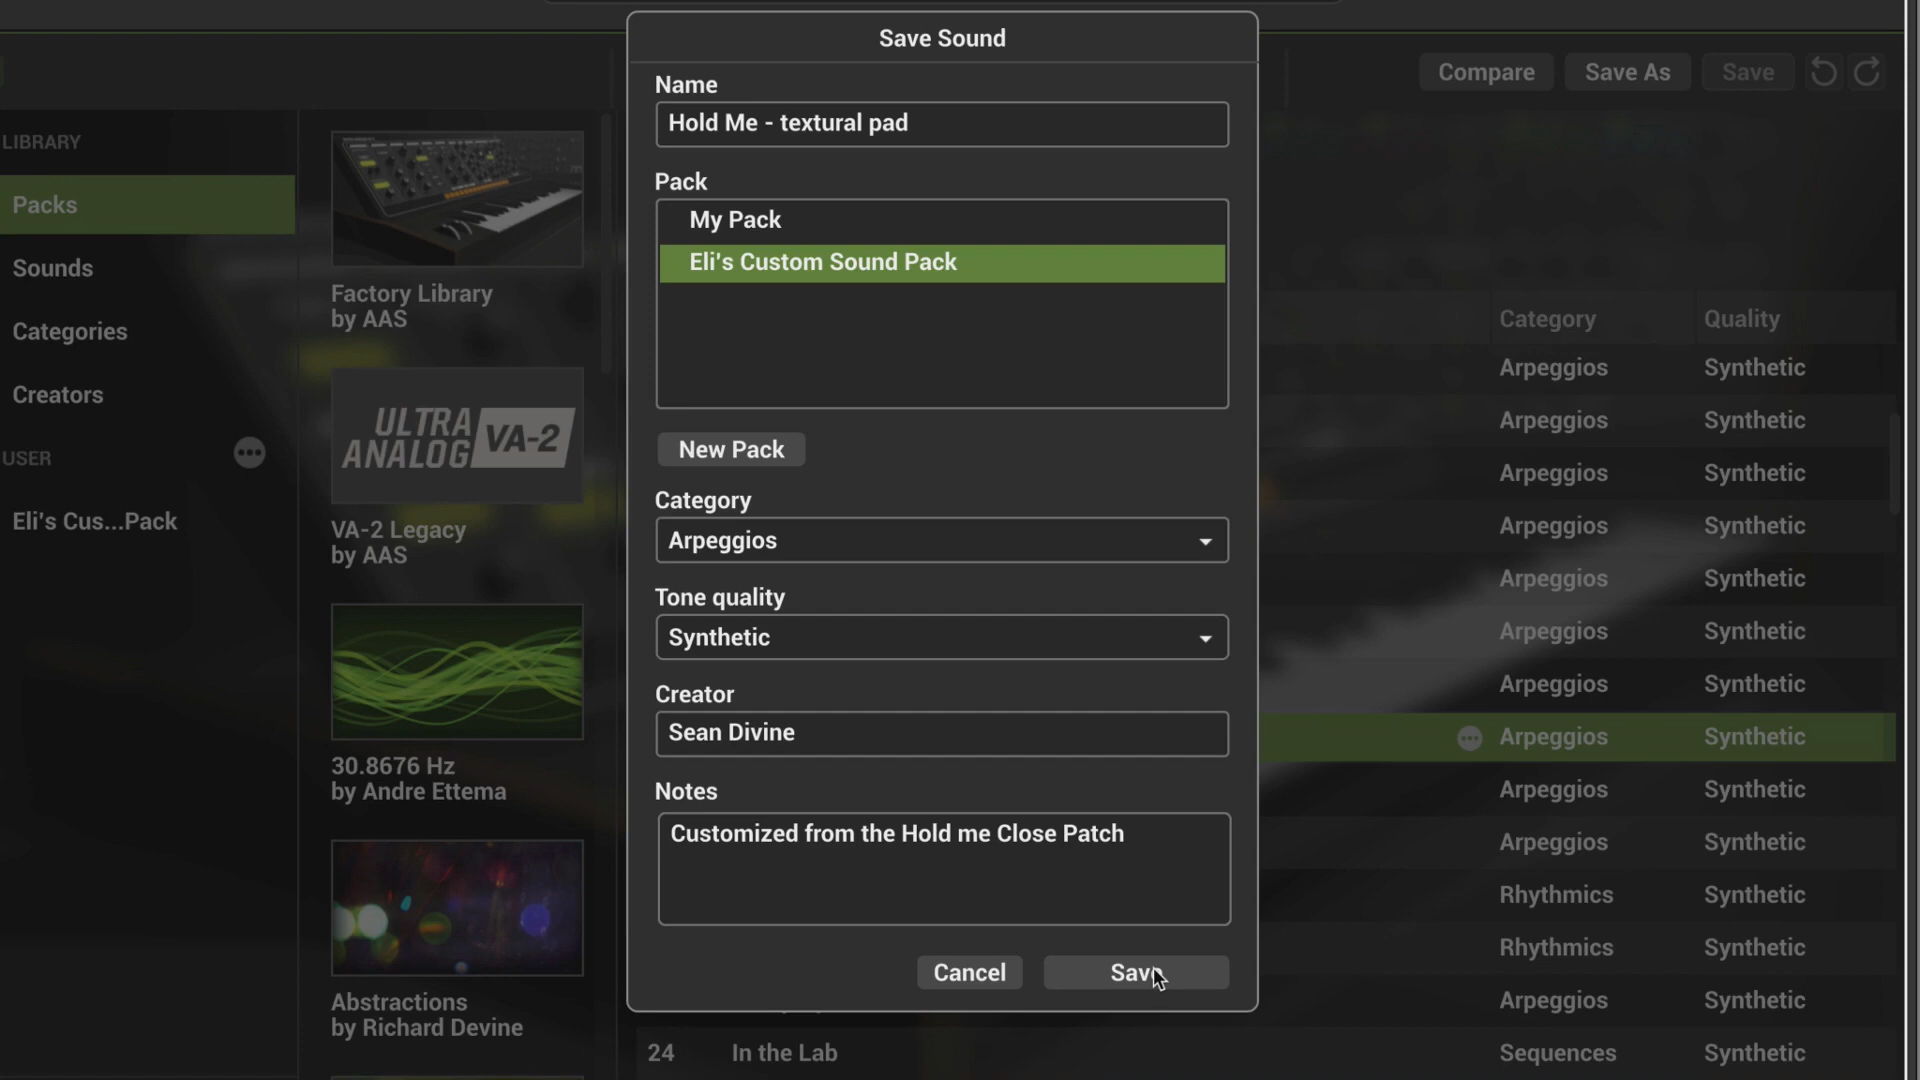 Save Sound
Compare
Save As
Save
LIBRARY
Packs
Sounds
Categories
Creators
USER
Eli's Cus...Pack
Factory Library
by AAS
ULTRA
ANALOG
VA-2
VA-2 Legacy
by AAS
30.8676 Hz
by Andre Ettema
Abstractions
by Richard Devine
Name
Hold Me - textural pad
Pack
My Pack
Eli's Custom Sound Pack
New Pack
Category
Arpeggios
Tone quality
Synthetic
Creator
Sean Divine
Notes
Customized from the Hold me Close Patch
Cancel
Save
Category Quality
Arpeggios Synthetic
Arpeggios Synthetic
Arpeggios Synthetic
Arpeggios Synthetic
Arpeggios Synthetic
Arpeggios Synthetic
Arpeggios Synthetic
Arpeggios Synthetic
Arpeggios Synthetic
Arpeggios Synthetic
Rhythmics Synthetic
Rhythmics Synthetic
Arpeggios Synthetic
24 In the Lab Sequences Synthetic